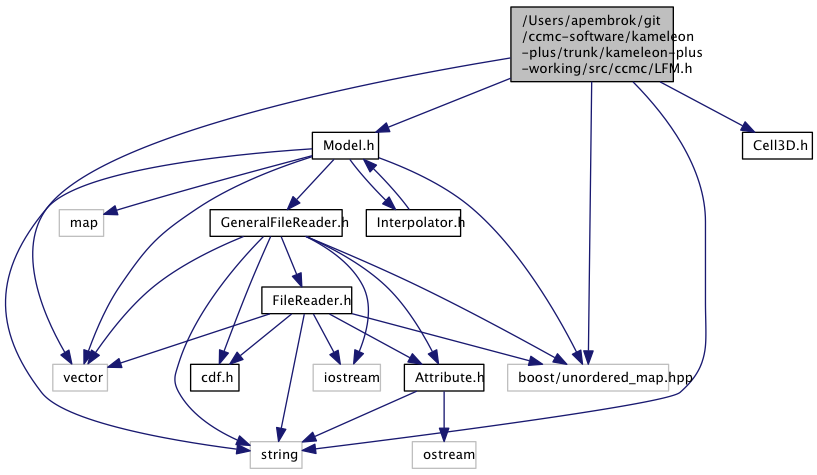 /Users/apembrok/git
/ccmc-software/kameleon
-plus/trunk/kameleon-plus
-working/src/ccmc/LFM.h
Model.h
Cell3D.h
map
GeneralFileReader.h
Interpolator.h
FileReader.h
vector
cdf.h
iostream
Attribute.h
boost/unordered_map.hpp
string
ostream